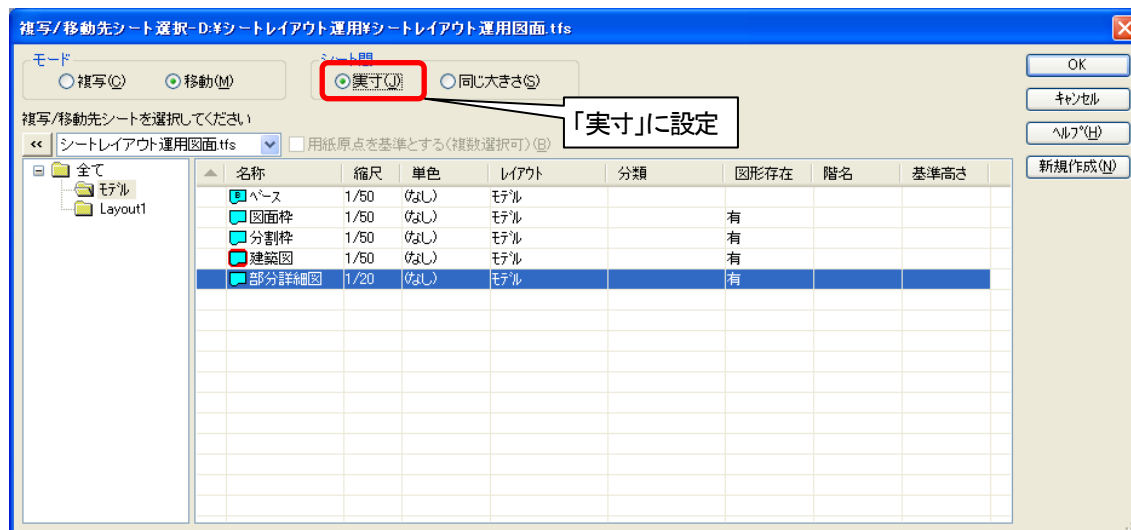 複写/移動先シート選択-D:¥シートレイアウト運用¥シートレイアウト運用図面.tfs
モード
複写(C) 移動(M)
シート間
実寸(J) 同じ大きさ(S)
OK
キャンセル
ヘルプ(H)
新規作成(N)
「実寸」に設定
複写/移動先シートを選択してください
<< シートレイアウト運用図面.tfs 用紙原点を基準とする(複数選択可)(B)
全て
モデル
Layout1
名称 縮尺 単色 レイアウト 分類 図形存在 階名 基準高さ
B ベース 1/50 (なし) モデル
図面枠 1/50 (なし) モデル 有
分割枠 1/50 (なし) モデル 有
建築図 1/50 (なし) モデル 有
部分詳細図 1/20 (なし) モデル 有